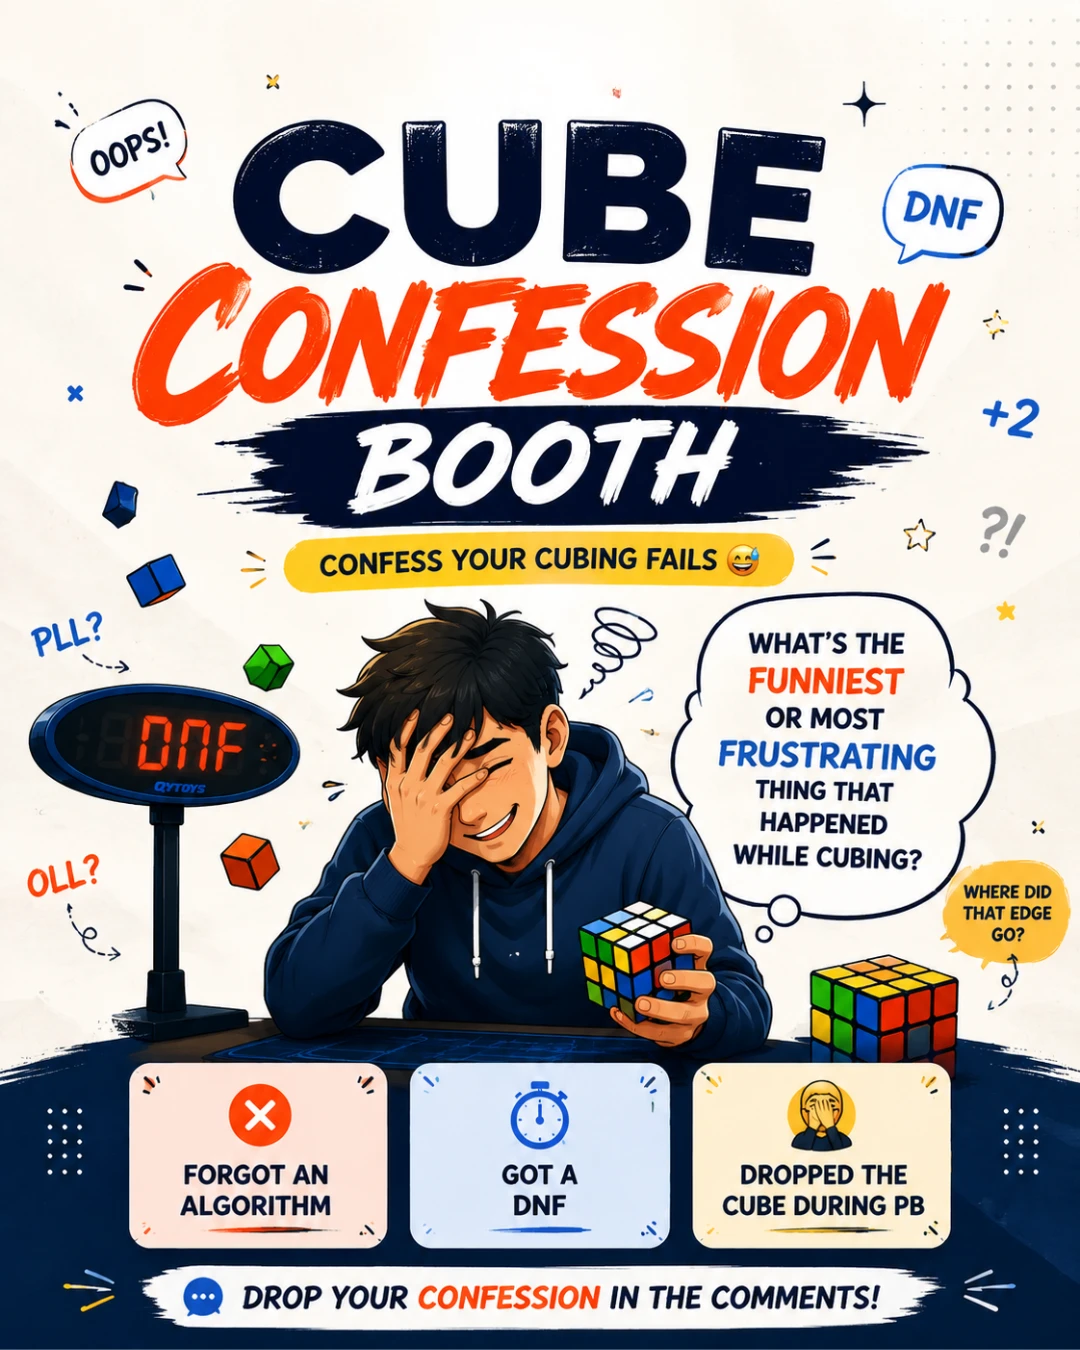 OOPS!
CUBE
DNF
CONFESSION
BOOTH
+2
?!
CONFESS YOUR CUBING FAILS 😅
PLL?
DNF
QYTOYS
OLL?
WHAT'S THE
FUNNIEST
OR MOST
FRUSTRATING
THING THAT
HAPPENED
WHILE CUBING?
WHERE DID
THAT EDGE
GO?
FORGOT AN
ALGORITHM
GOT A
DNF
DROPPED THE
CUBE DURING PB
DROP YOUR CONFESSION IN THE COMMENTS!